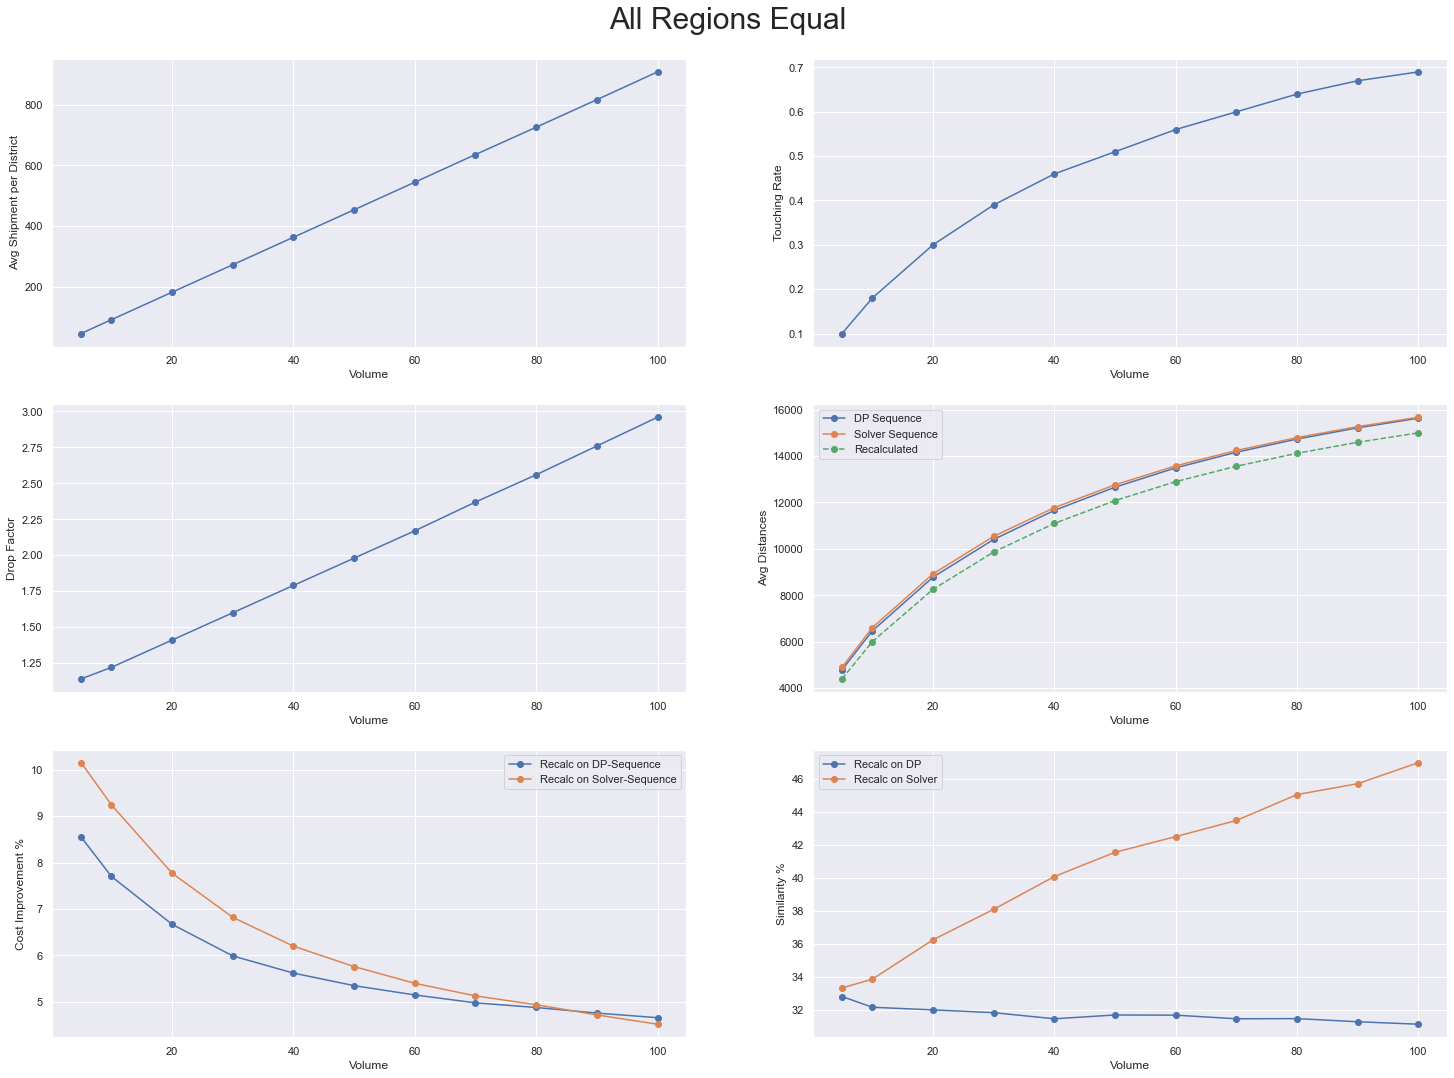 All Regions Equal
Avg Shipment per District
800
600
400
200
20 40 60 80 100
Volume
Touching Rate
0.7
0.6
0.5
0.4
0.3
0.2
0.1
20 40 60 80 100
Volume
Drop Factor
3.00
2.75
2.50
2.25
2.00
1.75
1.50
1.25
20 40 60 80 100
Volume
Avg Distances
16000
14000
12000
10000
8000
6000
4000
DP Sequence
Solver Sequence
Recalculated
20 40 60 80 100
Volume
Cost Improvement %
10
9
8
7
6
5
Recalc on DP-Sequence
Recalc on Solver-Sequence
20 40 60 80 100
Volume
Similarity %
46
44
42
40
38
36
34
32
Recalc on DP
Recalc on Solver
20 40 60 80 100
Volume